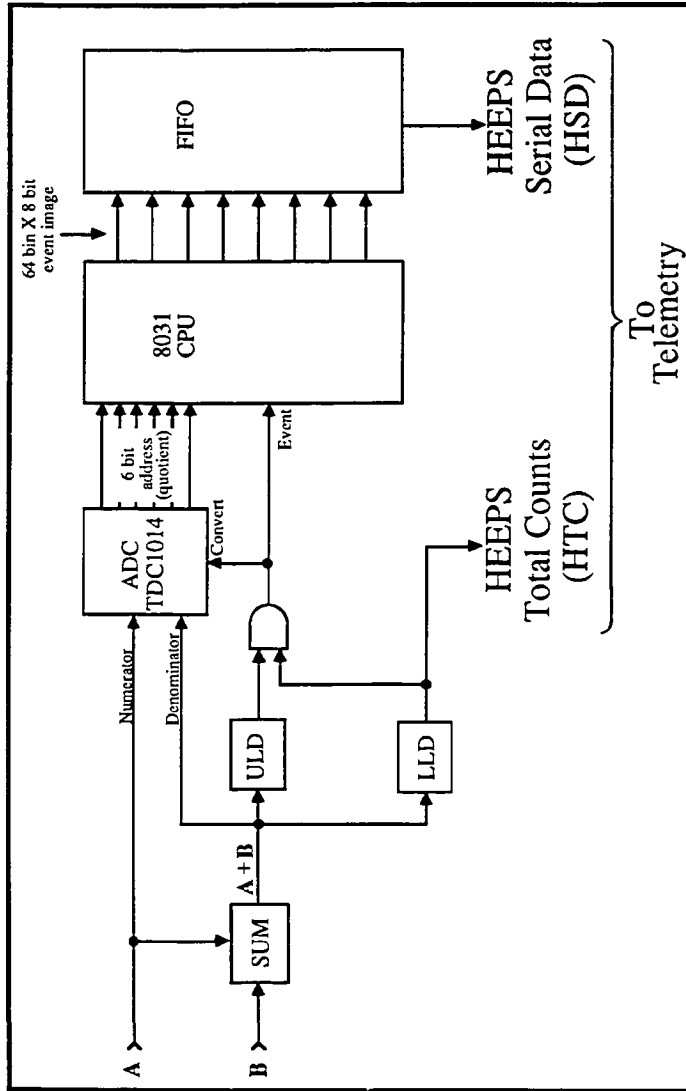 A
B
SUM
A + B
Numerator
Denominator
ULD
LLD
ADC
TDC1014
Convert
6 bit
address
(quotient)
Event
8031
CPU
64 bin X 8 bit
event image
FIFO
HEEPS
Total Counts
(HTC)
HEEPS
Serial Data
(HSD)
To
Telemetry